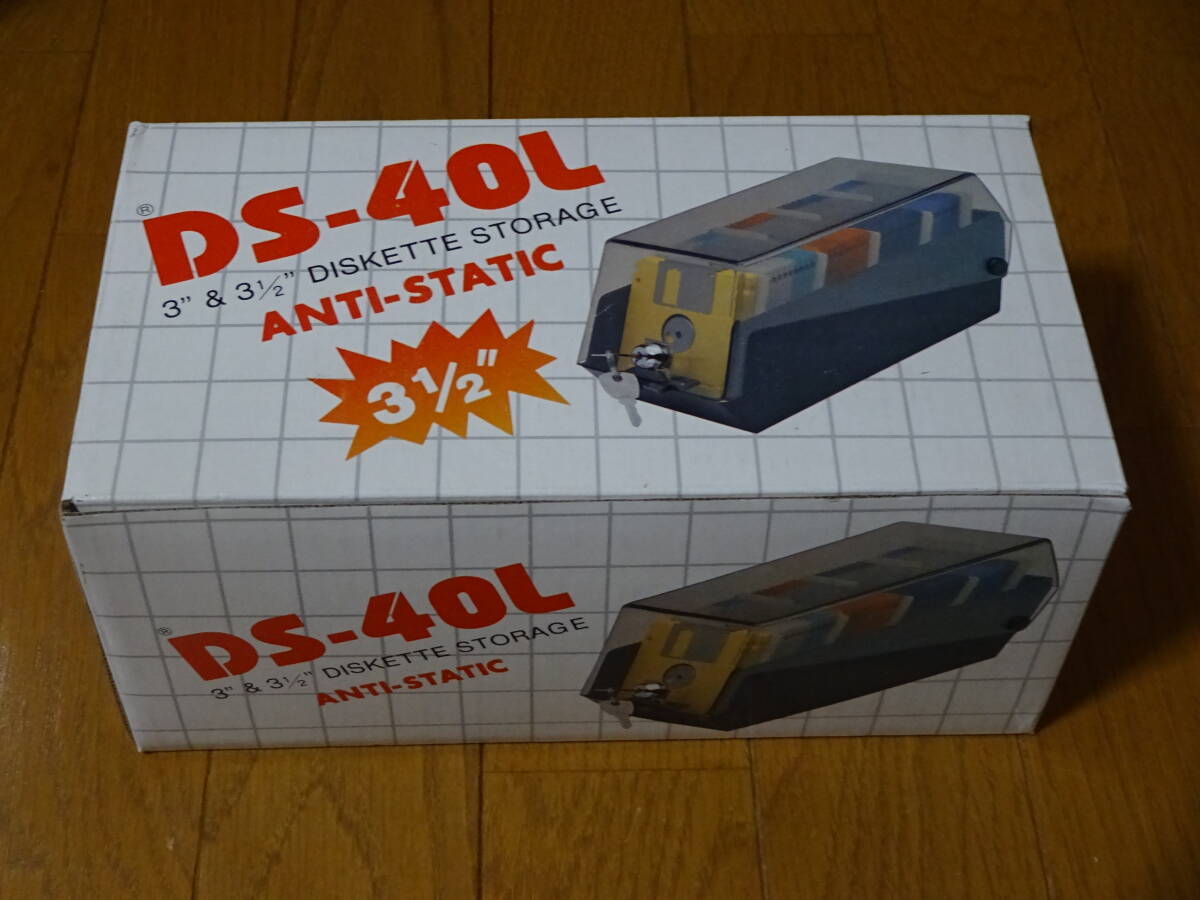 ® DS-40L
3" & 3½" DISKETTE STORAGE
ANTI-STATIC
3½"
® DS-40L
3" & 3½" DISKETTE STORAGE
ANTI-STATIC